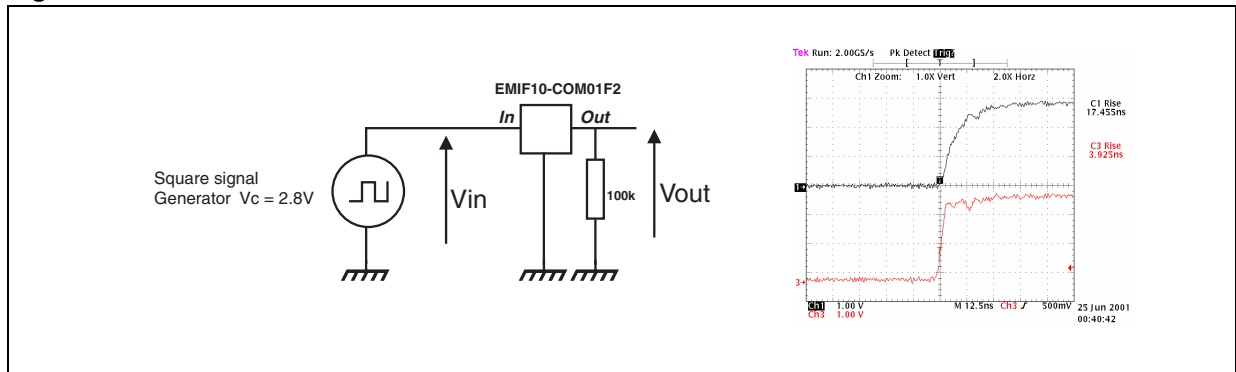 EMIF10-COM01F2
In
Out
Square signal
Generator Vc = 2.8V
Vin
100k
Vout
Tek Run: 2.00GS/s Pk Detect Trig?
[ T ]
Ch1 Zoom: 1.0X Vert 2.0X Horz
C1 Rise
17.455ns
C3 Rise
3.925ns
1
3
Ch1 1.00 V M 12.5ns Ch3 500mV
Ch3 1.00 V
25 Jun 2001
00:40:42